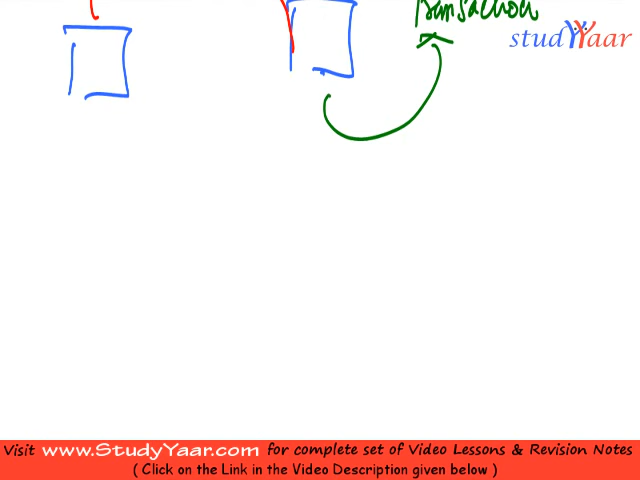 transaction
studYYaar
Visit www.StudyYaar.com for complete set of Video Lessons & Revision Notes
( Click on the Link in the Video Description given below )